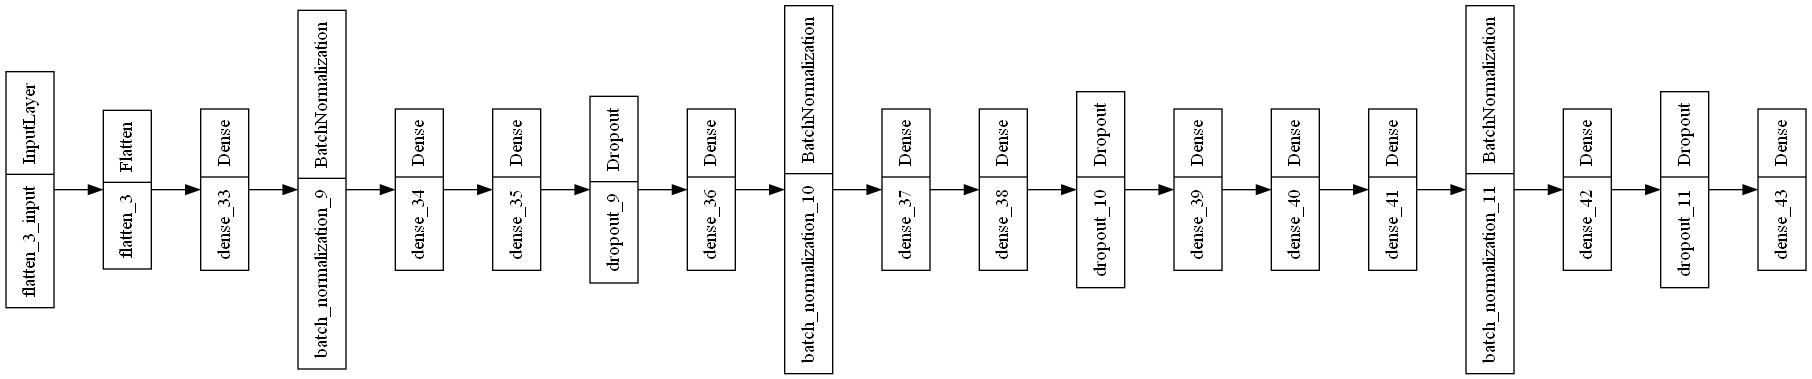 flatten_3_input
InputLayer
flatten_3
Flatten
dense_33
Dense
batch_normalization_9
BatchNormalization
dense_34
Dense
dense_35
Dense
dropout_9
Dropout
dense_36
Dense
batch_normalization_10
BatchNormalization
dense_37
Dense
dense_38
Dense
dropout_10
Dropout
dense_39
Dense
dense_40
Dense
dense_41
Dense
batch_normalization_11
BatchNormalization
dense_42
Dense
dropout_11
Dropout
dense_43
Dense